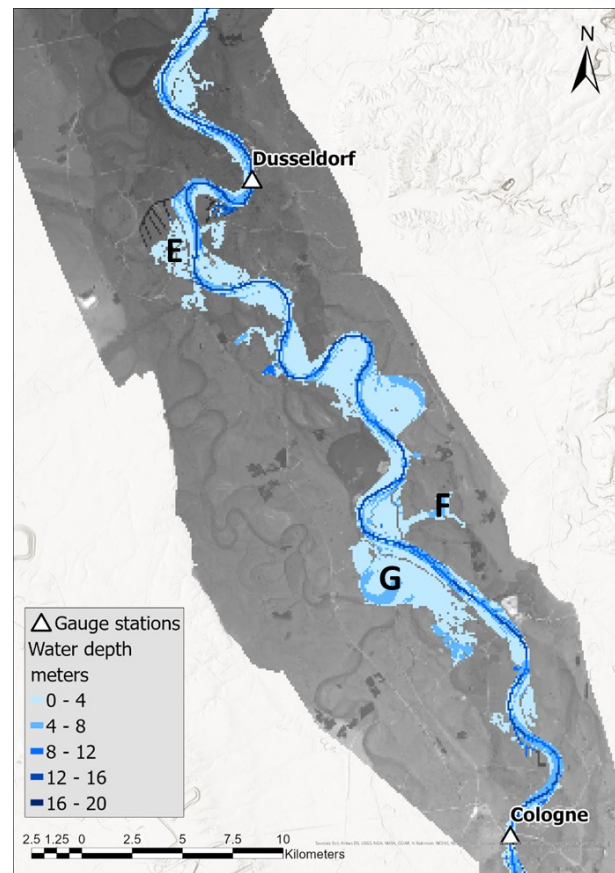 N
Dusseldorf
E
F
G
Gauge stations
Water depth
meters
0 - 4
4 - 8
8 - 12
12 - 16
16 - 20
Cologne
2.5 1.25 0 2.5 5 7.5 10
Kilometers